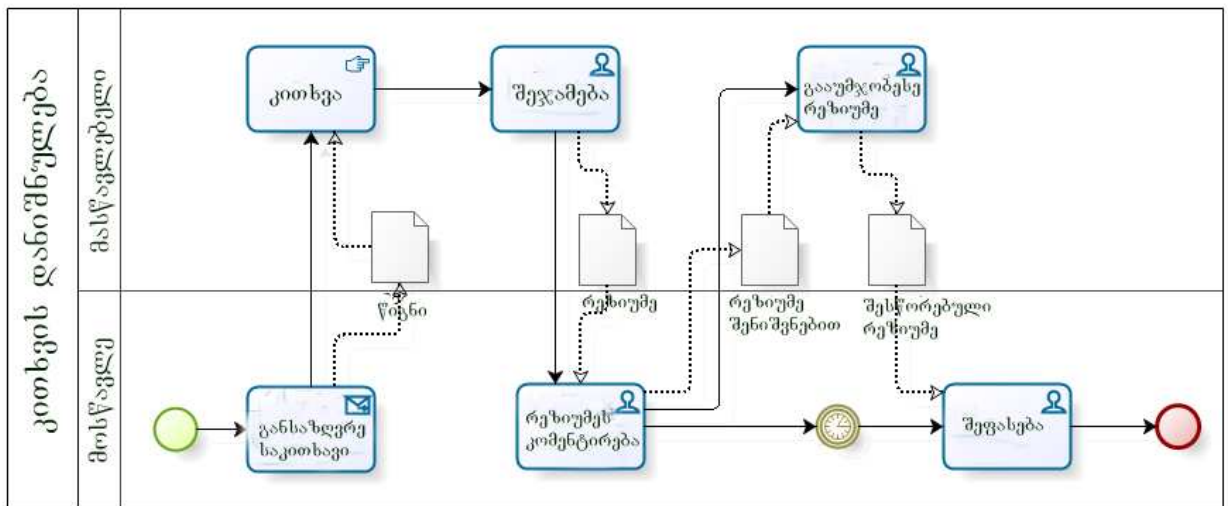 კითხვის დანიშნულება
მასწავლებელი
მოსწავლე
კითხვა
შეჯამება
გააუმჯობესე
რეზიუმე
წიგნი
რეზიუმე
რეზიუმე
შენიშვნებით
შესწორებული
რეზიუმე
განსაზღვრე
საკითხავი
რეზიუმეს
კომენტირება
შეფასება